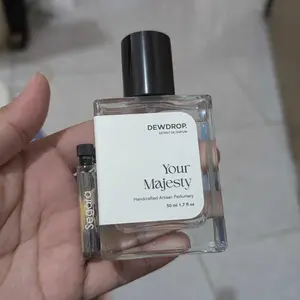 DEWDROP.
EXTRAIT DE PARFUM
Your
Majesty
Handcrafted Artisan Perfumery
50 ml 1.7 fl oz
Segara